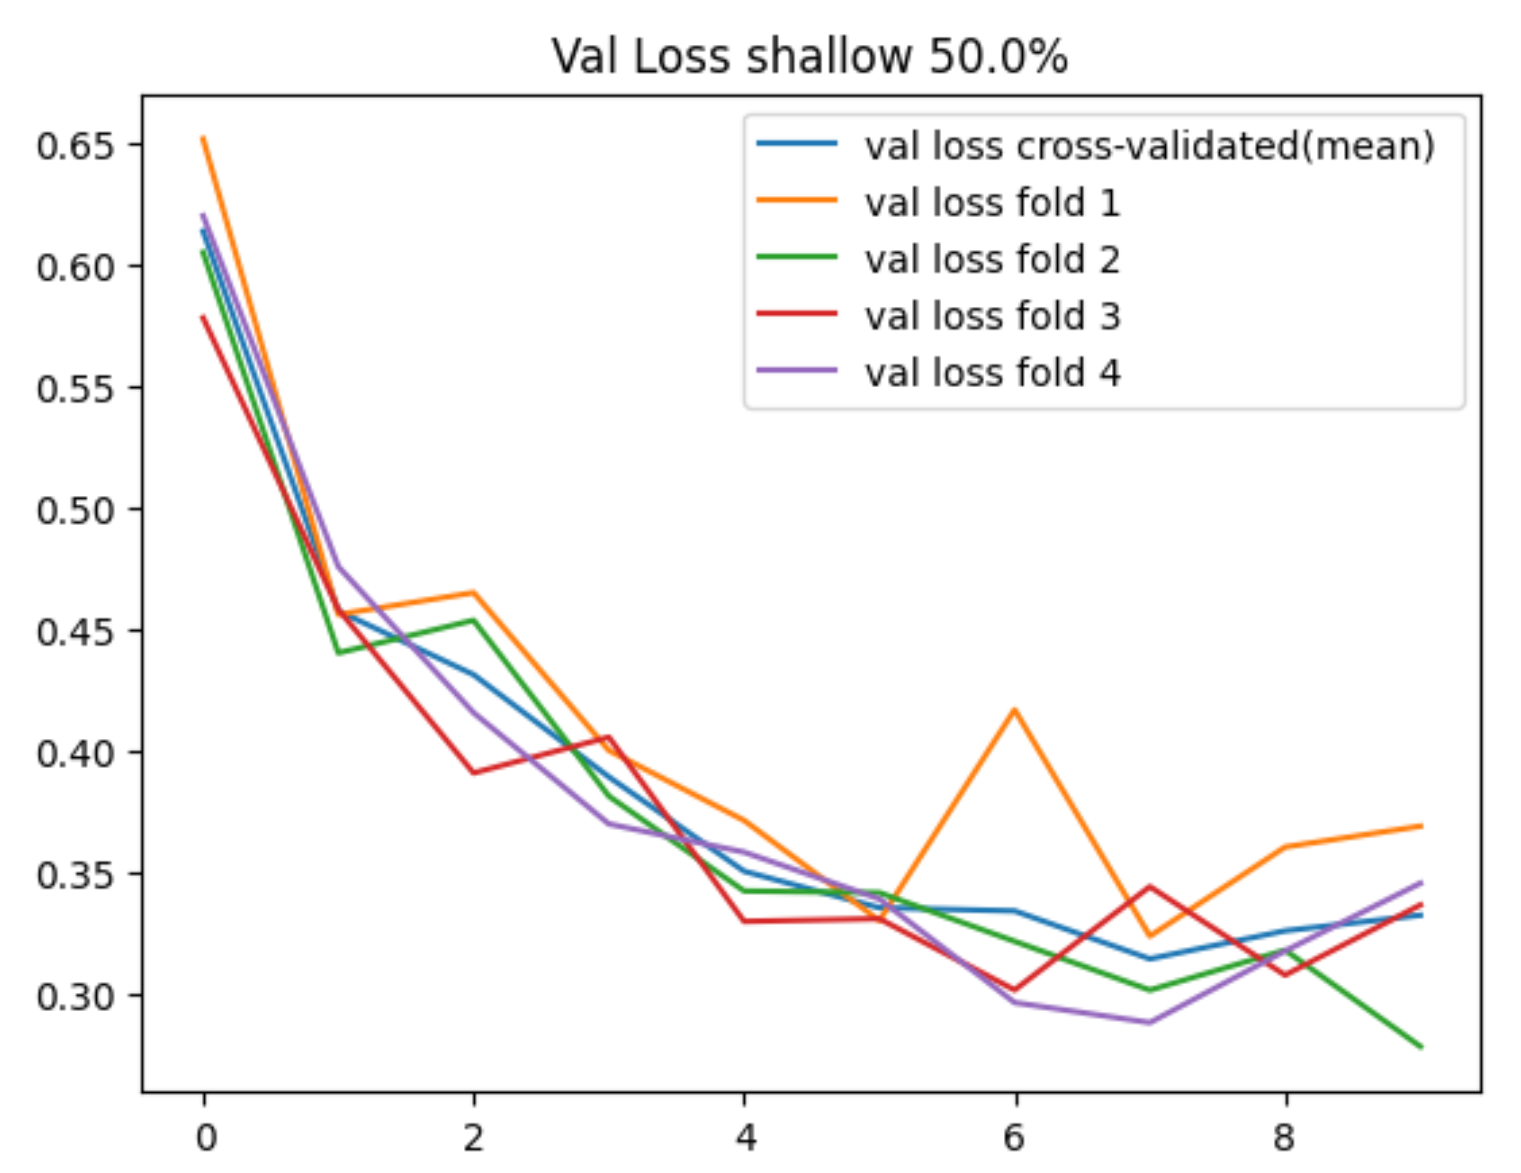 Val Loss shallow 50.0%
val loss cross-validated(mean)
val loss fold 1
val loss fold 2
val loss fold 3
val loss fold 4
0.65
0.60
0.55
0.50
0.45
0.40
0.35
0.30
0 2 4 6 8